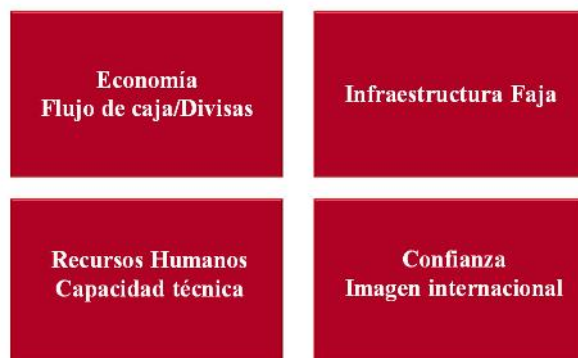 Economía
Flujo de caja/Divisas
Infraestructura Faja
Recursos Humanos
Capacidad técnica
Confianza
Imagen internacional